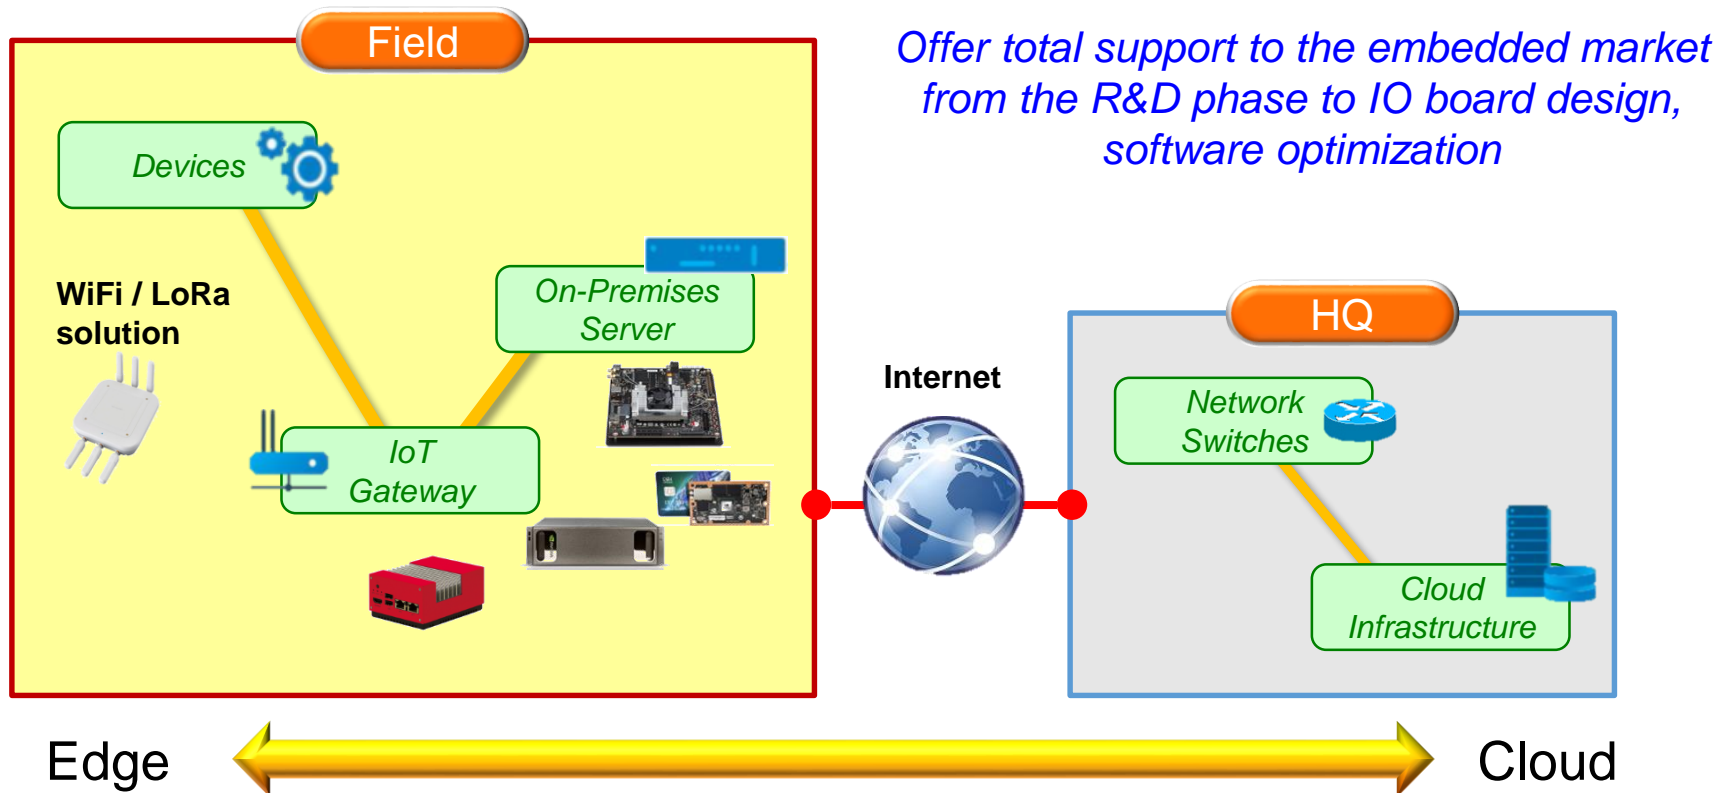 Field
Offer total support to the embedded market
from the R&D phase to IO board design,
software optimization
Devices
WiFi / LoRa
solution
On-Premises
Server
IoT
Gateway
Internet
HQ
Network
Switches
Cloud
Infrastructure
Edge
Cloud